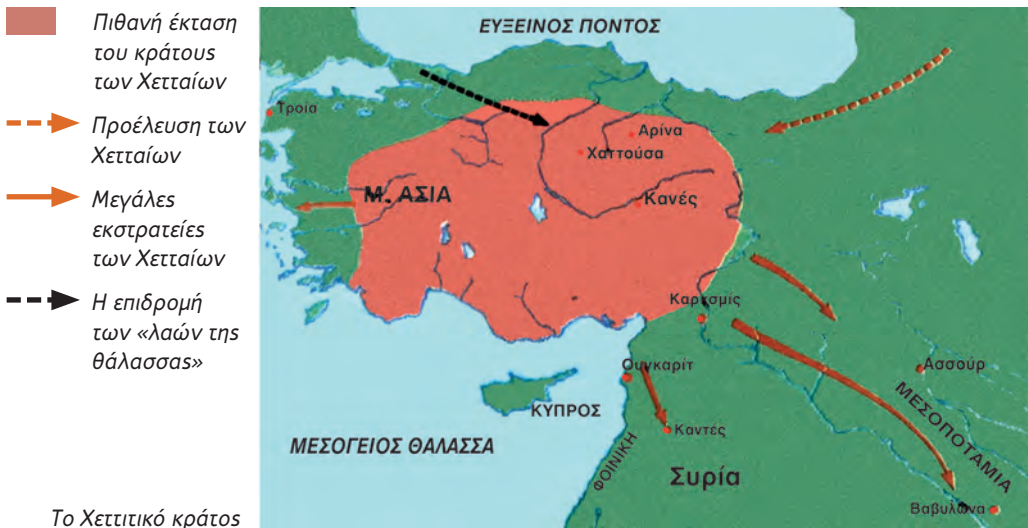 Πιθανή έκταση
του κράτους
των Χετταίων
Προέλευση των
Χετταίων
Μεγάλες
εκστρατείες
των Χετταίων
Η επιδρομή
των «λαών της
θάλασσας»
Το Χεττιτικό κράτος
ΕΥΞΕΙΝΟΣ ΠΟΝΤΟΣ
Τροία
Αρίνα
Χαττούσα
Μ. ΑΣΙΑ
Κανές
Καρκεμίς
Ουγκαρίτ
Ασσούρ
ΚΥΠΡΟΣ
ΜΕΣΟΠΟΤΑΜΙΑ
Καντές
ΜΕΣΟΓΕΙΟΣ ΘΑΛΑΣΣΑ
ΦΟΙΝΙΚΗ
Συρία
Βαβυλώνα